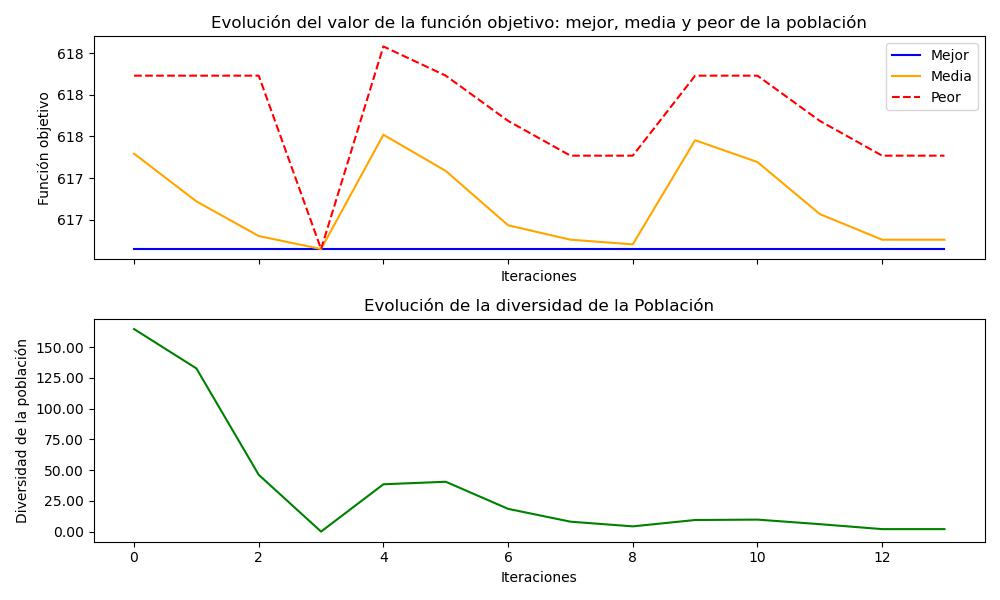 Evolución del valor de la función objetivo: mejor, media y peor de la población
Función objetivo
618
618
618
617
617
Mejor
Media
Peor
Iteraciones
Evolución de la diversidad de la Población
Diversidad de la población
150.00
125.00
100.00
75.00
50.00
25.00
0.00
0 2 4 6 8 10 12
Iteraciones